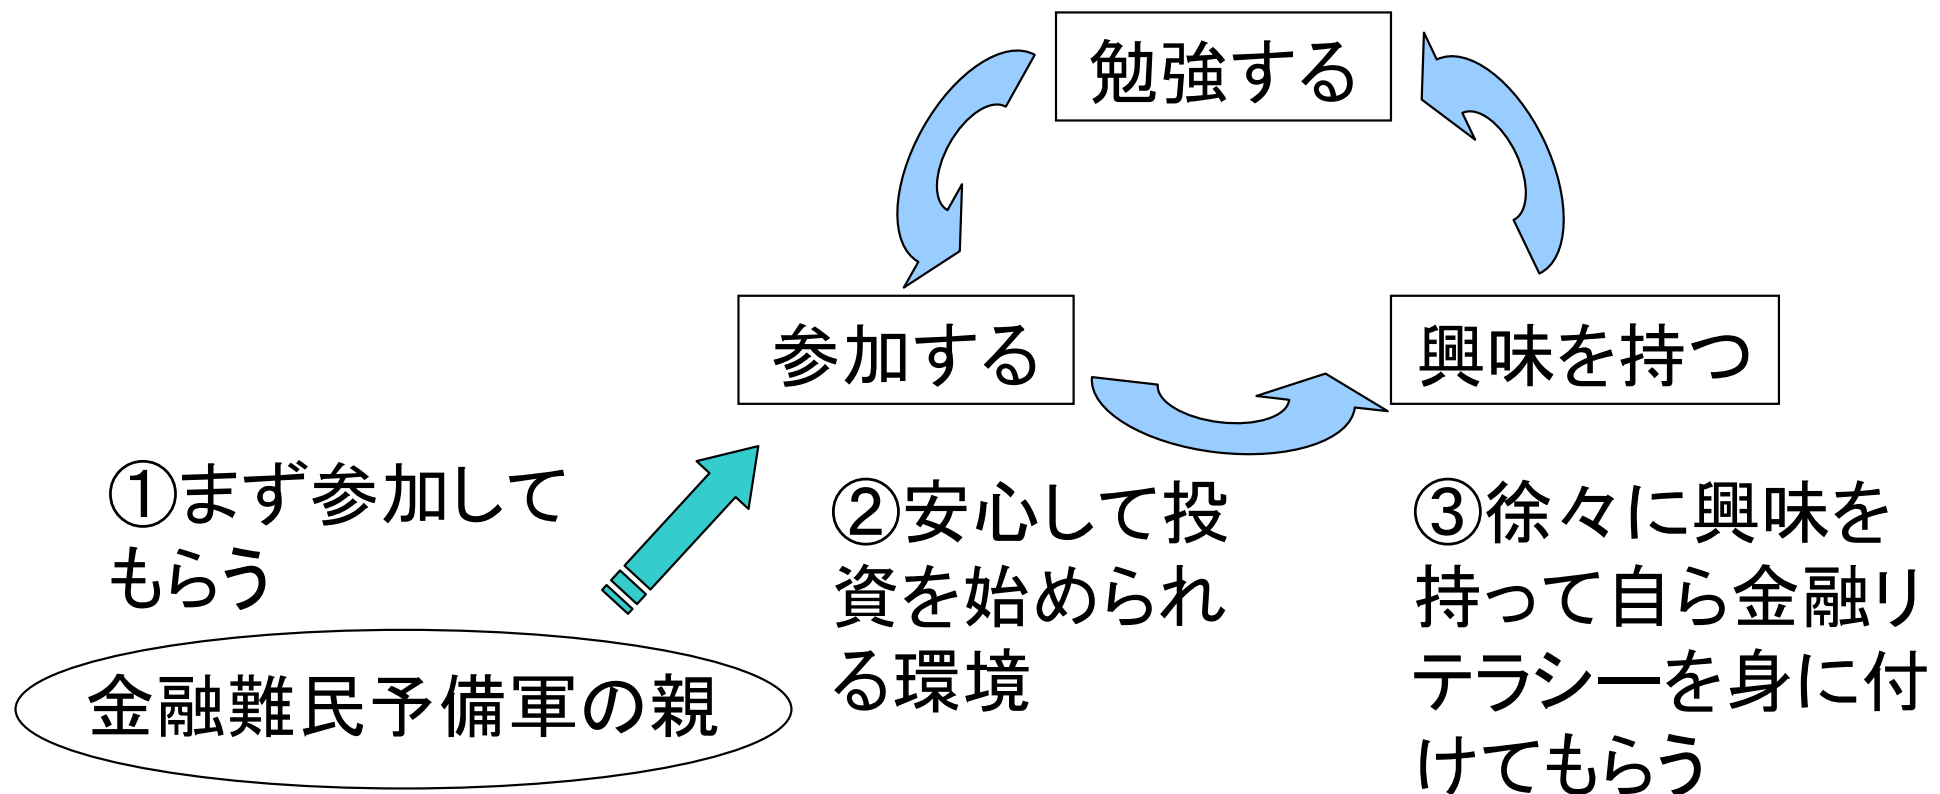 勉強する
参加する
興味を持つ
①まず参加して
もらう
②安心して投
資を始められ
る環境
③徐々に興味を
持って自ら金融リ
テラシーを身に付
けてもらう
金融難民予備軍の親